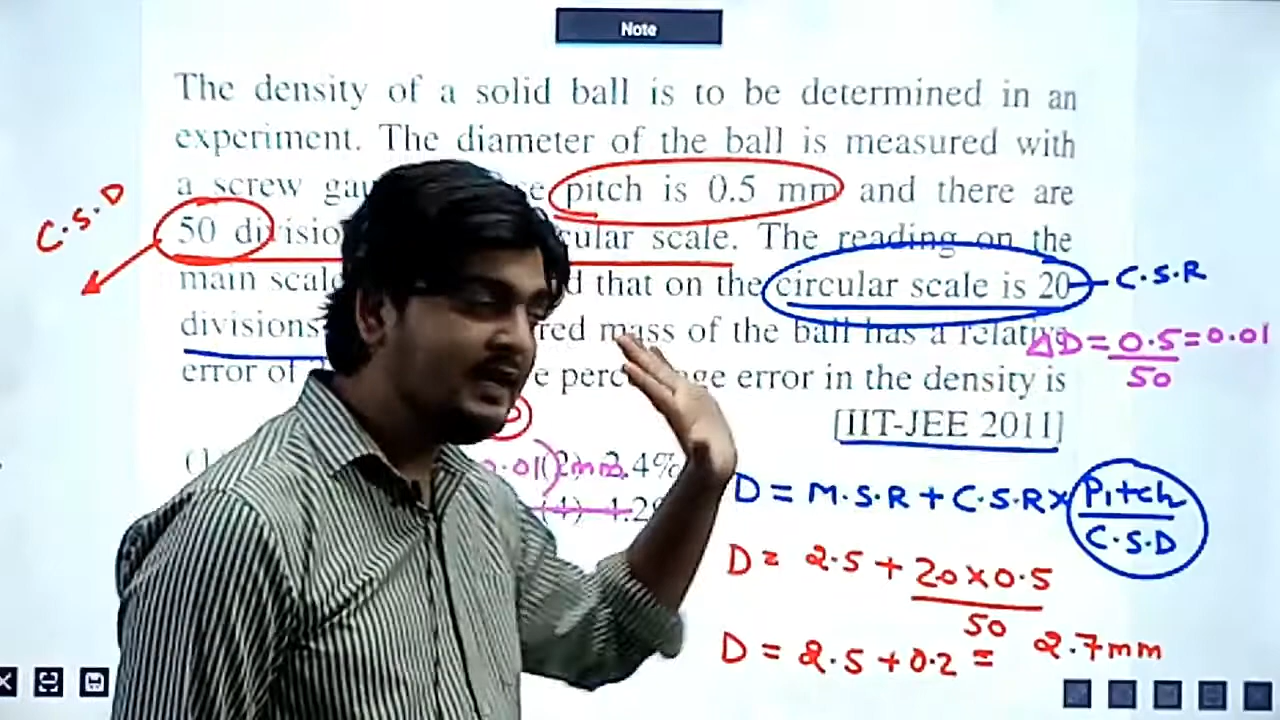 Note
The density of a solid ball is to be determined in an
experiment. The diameter of the ball is measured with
a screw pitch is 0.5 mm and there are
C.S.D
50 cular scale. The reading on the
main that on the circular scale is 20
C.S.R
divisions mass of the ball has a relative
ΔD = 0.5 = 0.01
50
error of error in the density is
[IIT-JEE 2011]
(2) 2.4%
(4)
D = M.S.R + C.S.R × Pitch
C.S.D
D = 2.5 + 20×0.5
50
D = 2.5 + 0.2 = 2.7mm